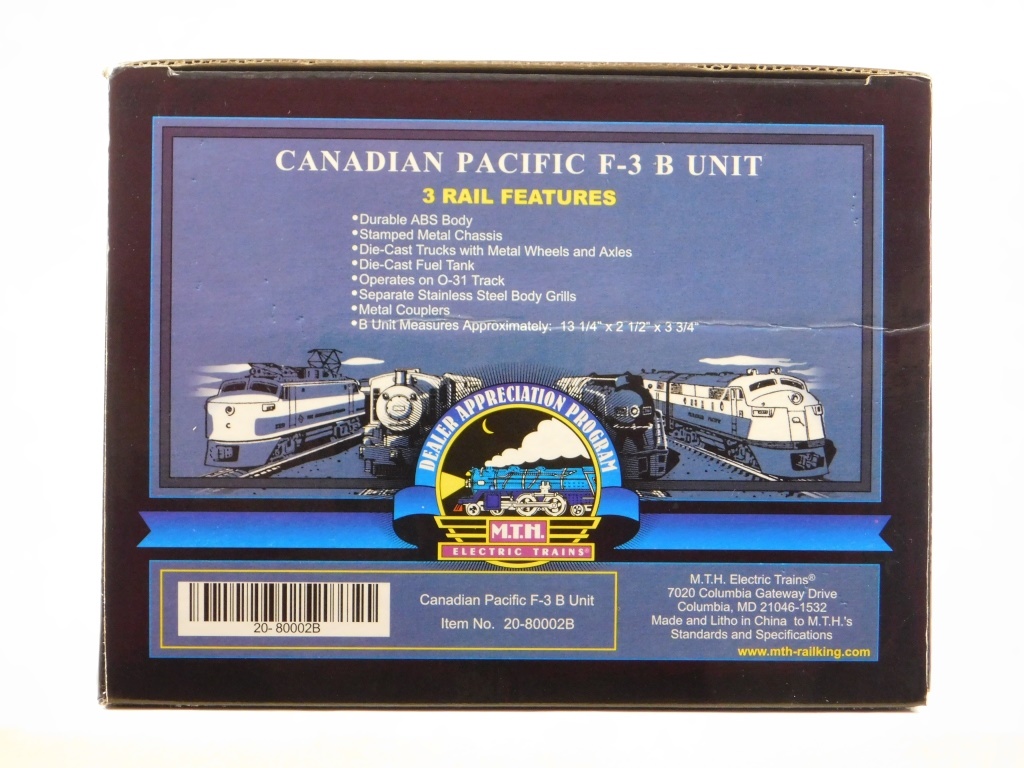 CANADIAN PACIFIC F-3 B UNIT
3 RAIL FEATURES
•Durable ABS Body
•Stamped Metal Chassis
•Die-Cast Trucks with Metal Wheels and Axles
•Die-Cast Fuel Tank
•Operates on O-31 Track
•Separate Stainless Steel Body Grills
•Metal Couplers
•B Unit Measures Approximately: 13 1/4" x 2 1/2" x 3 3/4"
DEALER APPRECIATION PROGRAM
M.T.H.
ELECTRIC TRAINS®
20-80002B
Canadian Pacific F-3 B Unit
Item No. 20-80002B
M.T.H. Electric Trains®
7020 Columbia Gateway Drive
Columbia, MD 21046-1532
Made and Litho in China to M.T.H.'s
Standards and Specifications
www.mth-railking.com